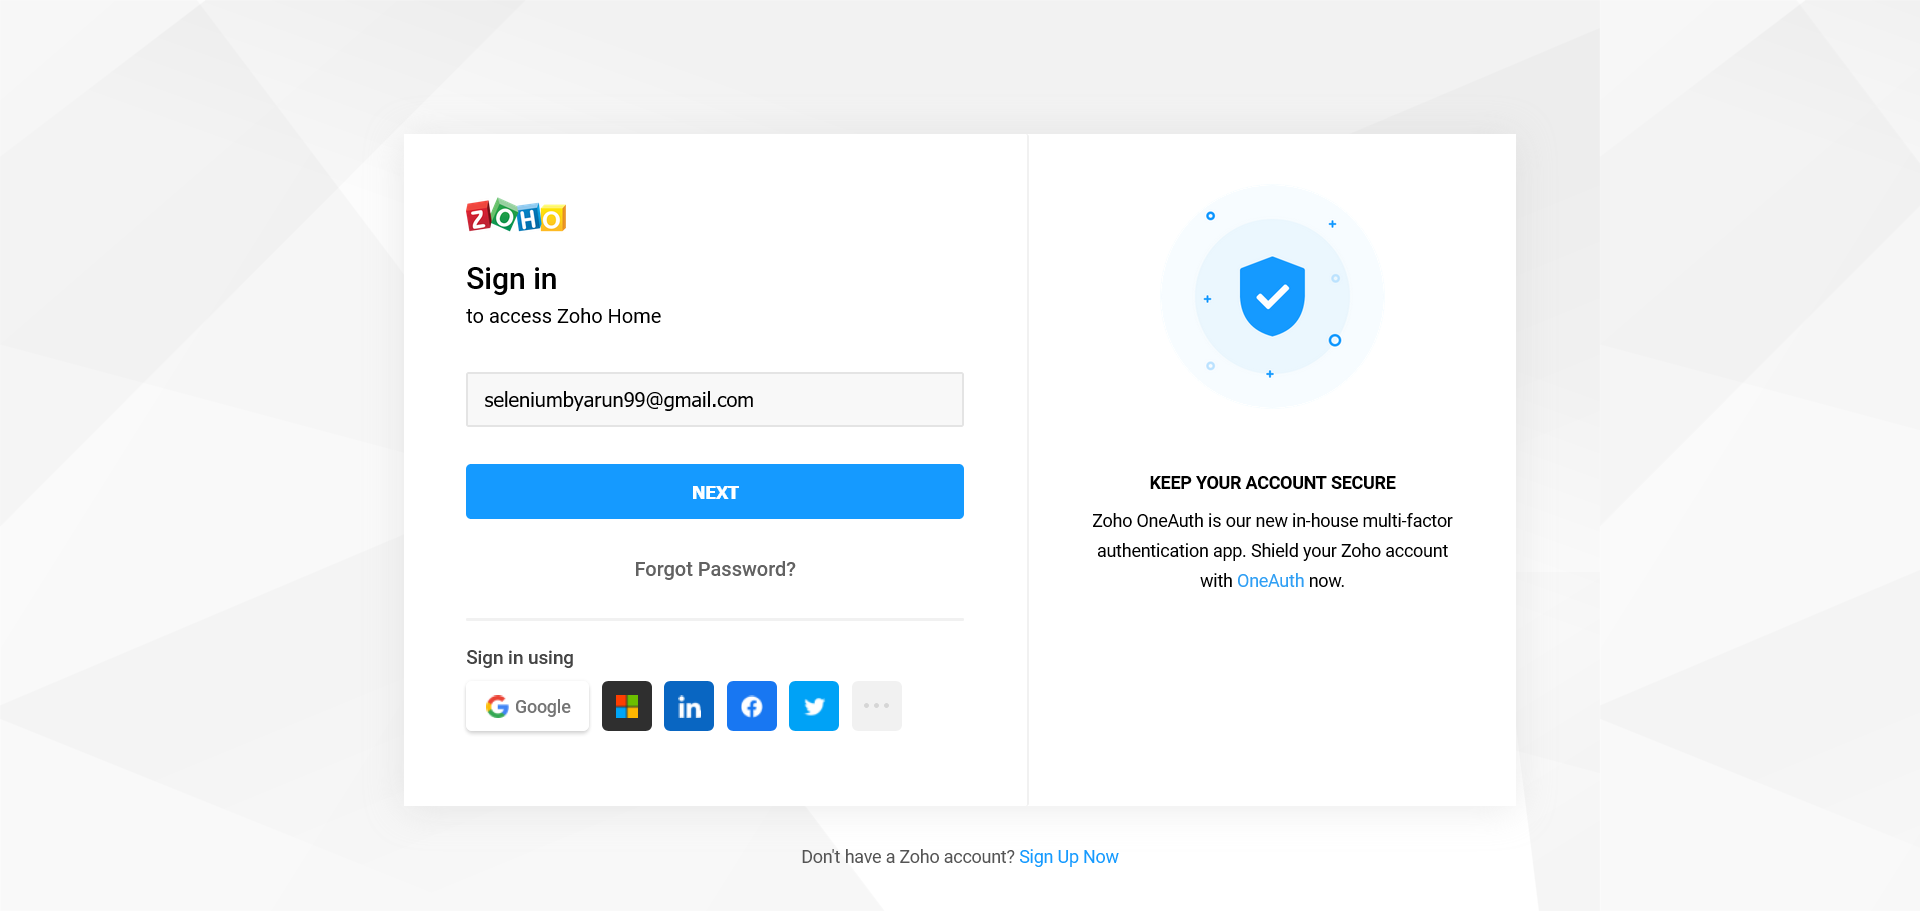 ZOHO
Sign in
to access Zoho Home
seleniumbyarun99@gmail.com
NEXT
Forgot Password?
Sign in using
Google
in
KEEP YOUR ACCOUNT SECURE
Zoho OneAuth is our new in-house multi-factor
authentication app. Shield your Zoho account
with OneAuth now.
Don't have a Zoho account? Sign Up Now